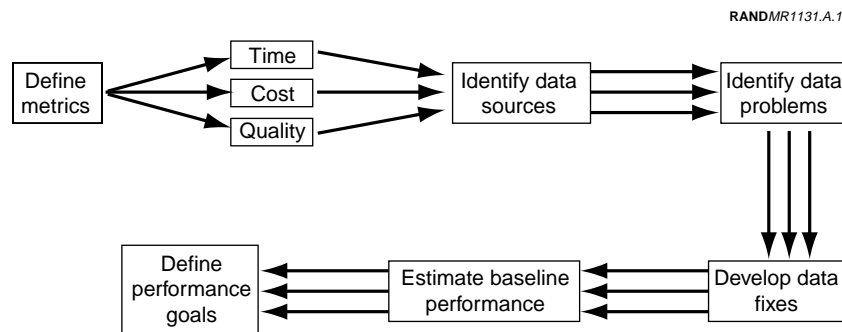 RANDMR1131.A.1
Define
metrics
Time
Cost
Quality
Identify data
sources
Identify data
problems
Define
performance
goals
Estimate baseline
performance
Develop data
fixes